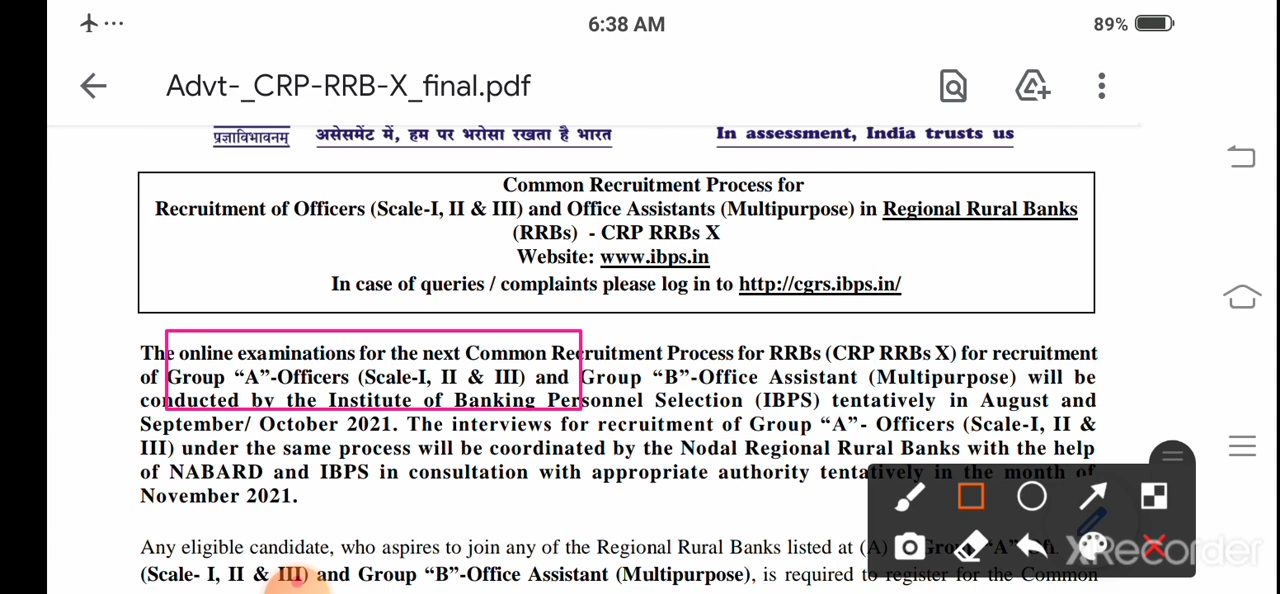 6:38 AM
89%
Advt-_CRP-RRB-X_final.pdf
प्रज्ञाविभावनम् असेसमेंट में, हम पर भरोसा रखता है भारत In assessment, India trusts us
Common Recruitment Process for
Recruitment of Officers (Scale-I, II & III) and Office Assistants (Multipurpose) in Regional Rural Banks
(RRBs) - CRP RRBs X
Website: www.ibps.in
In case of queries / complaints please log in to http://cgrs.ibps.in/
The online examinations for the next Common Recruitment Process for RRBs (CRP RRBs X) for recruitment
of Group “A”-Officers (Scale-I, II & III) and Group “B”-Office Assistant (Multipurpose) will be
conducted by the Institute of Banking Personnel Selection (IBPS) tentatively in August and
September/ October 2021. The interviews for recruitment of Group “A”- Officers (Scale-I, II &
III) under the same process will be coordinated by the Nodal Regional Rural Banks with the help
of NABARD and IBPS in consultation with appropriate authority tentatively in the month of
November 2021.
Any eligible candidate, who aspires to join any of the Regional Rural Banks listed at (A) Group “A”
(Scale- I, II & III) and Group “B”-Office Assistant (Multipurpose), is required to register for the Common
XRecorder